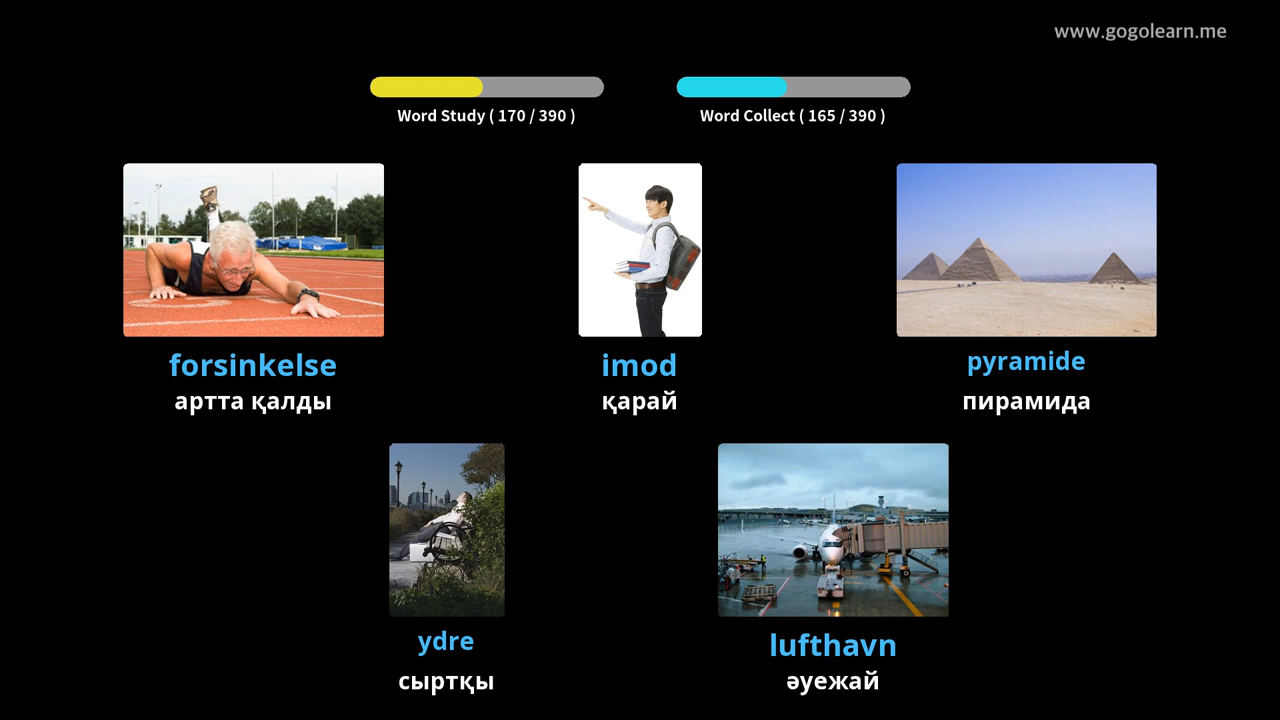 www.gogolearn.me
Word Study ( 170 / 390 )
Word Collect ( 165 / 390 )
forsinkelse
артта қалды
imod
қарай
pyramide
пирамида
ydre
сыртқы
lufthavn
әуежай